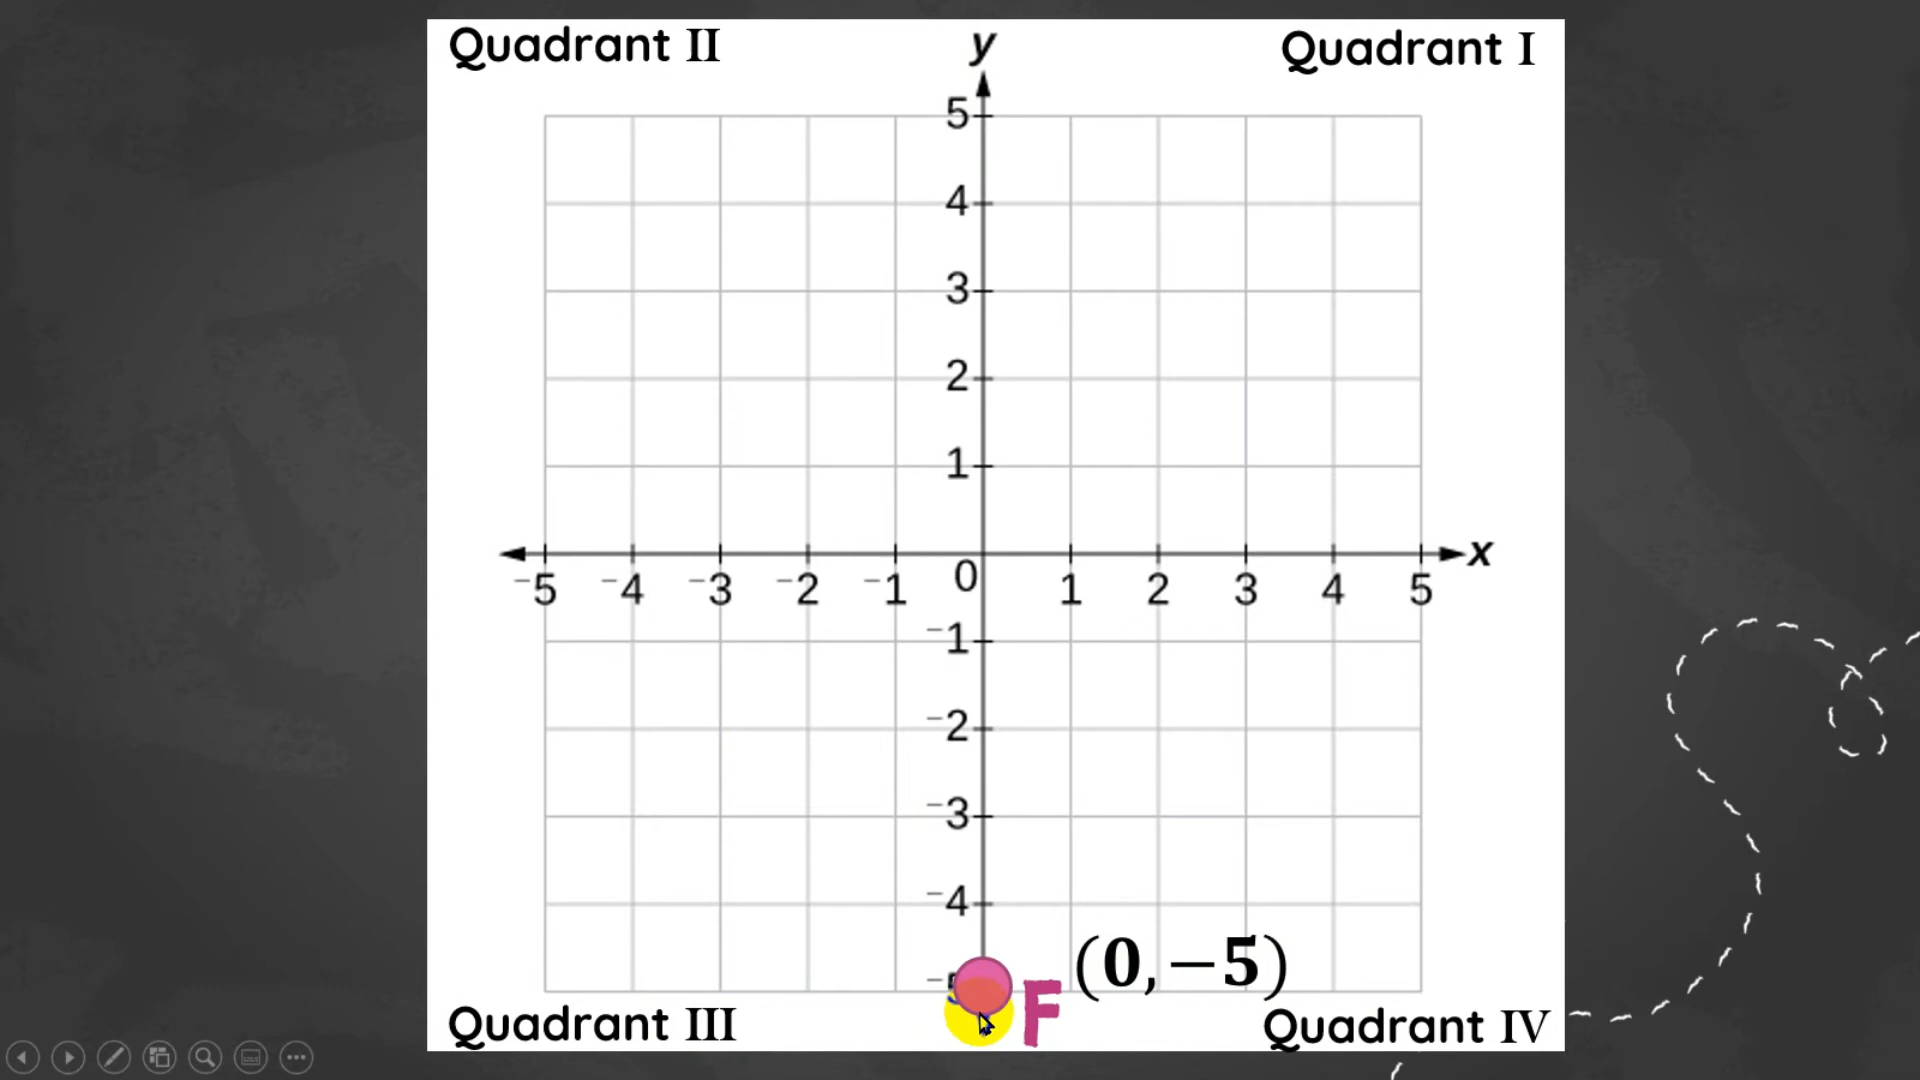 Quadrant II
y
Quadrant I
5
4
3
2
1
x
⁻5 ⁻4 ⁻3 ⁻2 ⁻1 0 1 2 3 4 5
⁻1
⁻2
⁻3
⁻4
(0,−5)
F
Quadrant III
Quadrant IV